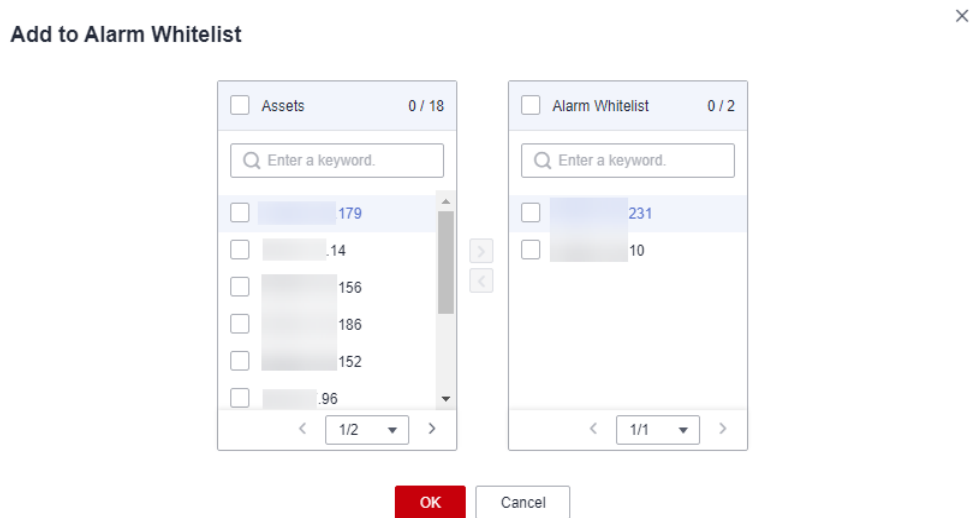 Add to Alarm Whitelist
Assets 0 / 18
Enter a keyword.
179
.14
156
186
152
.96
1/2
Alarm Whitelist 0 / 2
Enter a keyword.
231
10
1/1
OK
Cancel